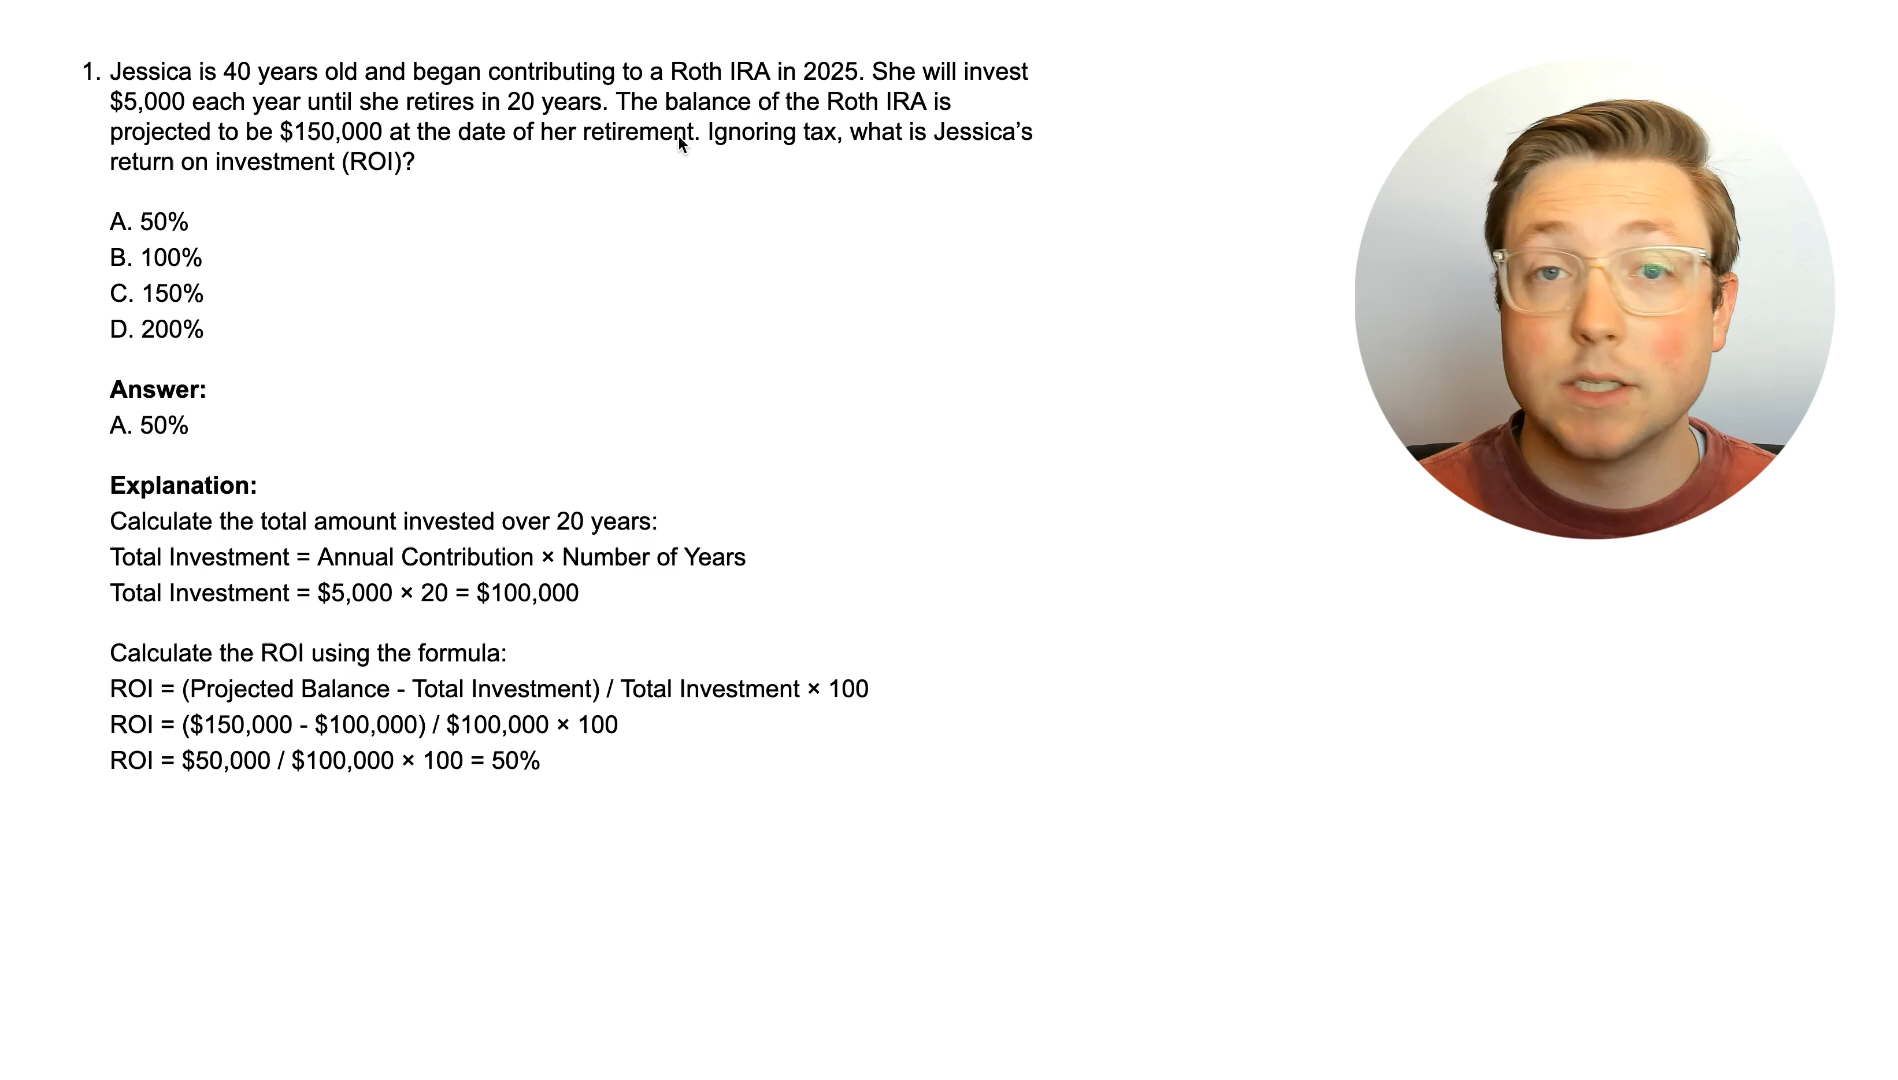 1. Jessica is 40 years old and began contributing to a Roth IRA in 2025. She will invest
$5,000 each year until she retires in 20 years. The balance of the Roth IRA is
projected to be $150,000 at the date of her retirement. Ignoring tax, what is Jessica’s
return on investment (ROI)?
A. 50%
B. 100%
C. 150%
D. 200%
Answer:
A. 50%
Explanation:
Calculate the total amount invested over 20 years:
Total Investment = Annual Contribution × Number of Years
Total Investment = $5,000 × 20 = $100,000
Calculate the ROI using the formula:
ROI = (Projected Balance - Total Investment) / Total Investment × 100
ROI = ($150,000 - $100,000) / $100,000 × 100
ROI = $50,000 / $100,000 × 100 = 50%